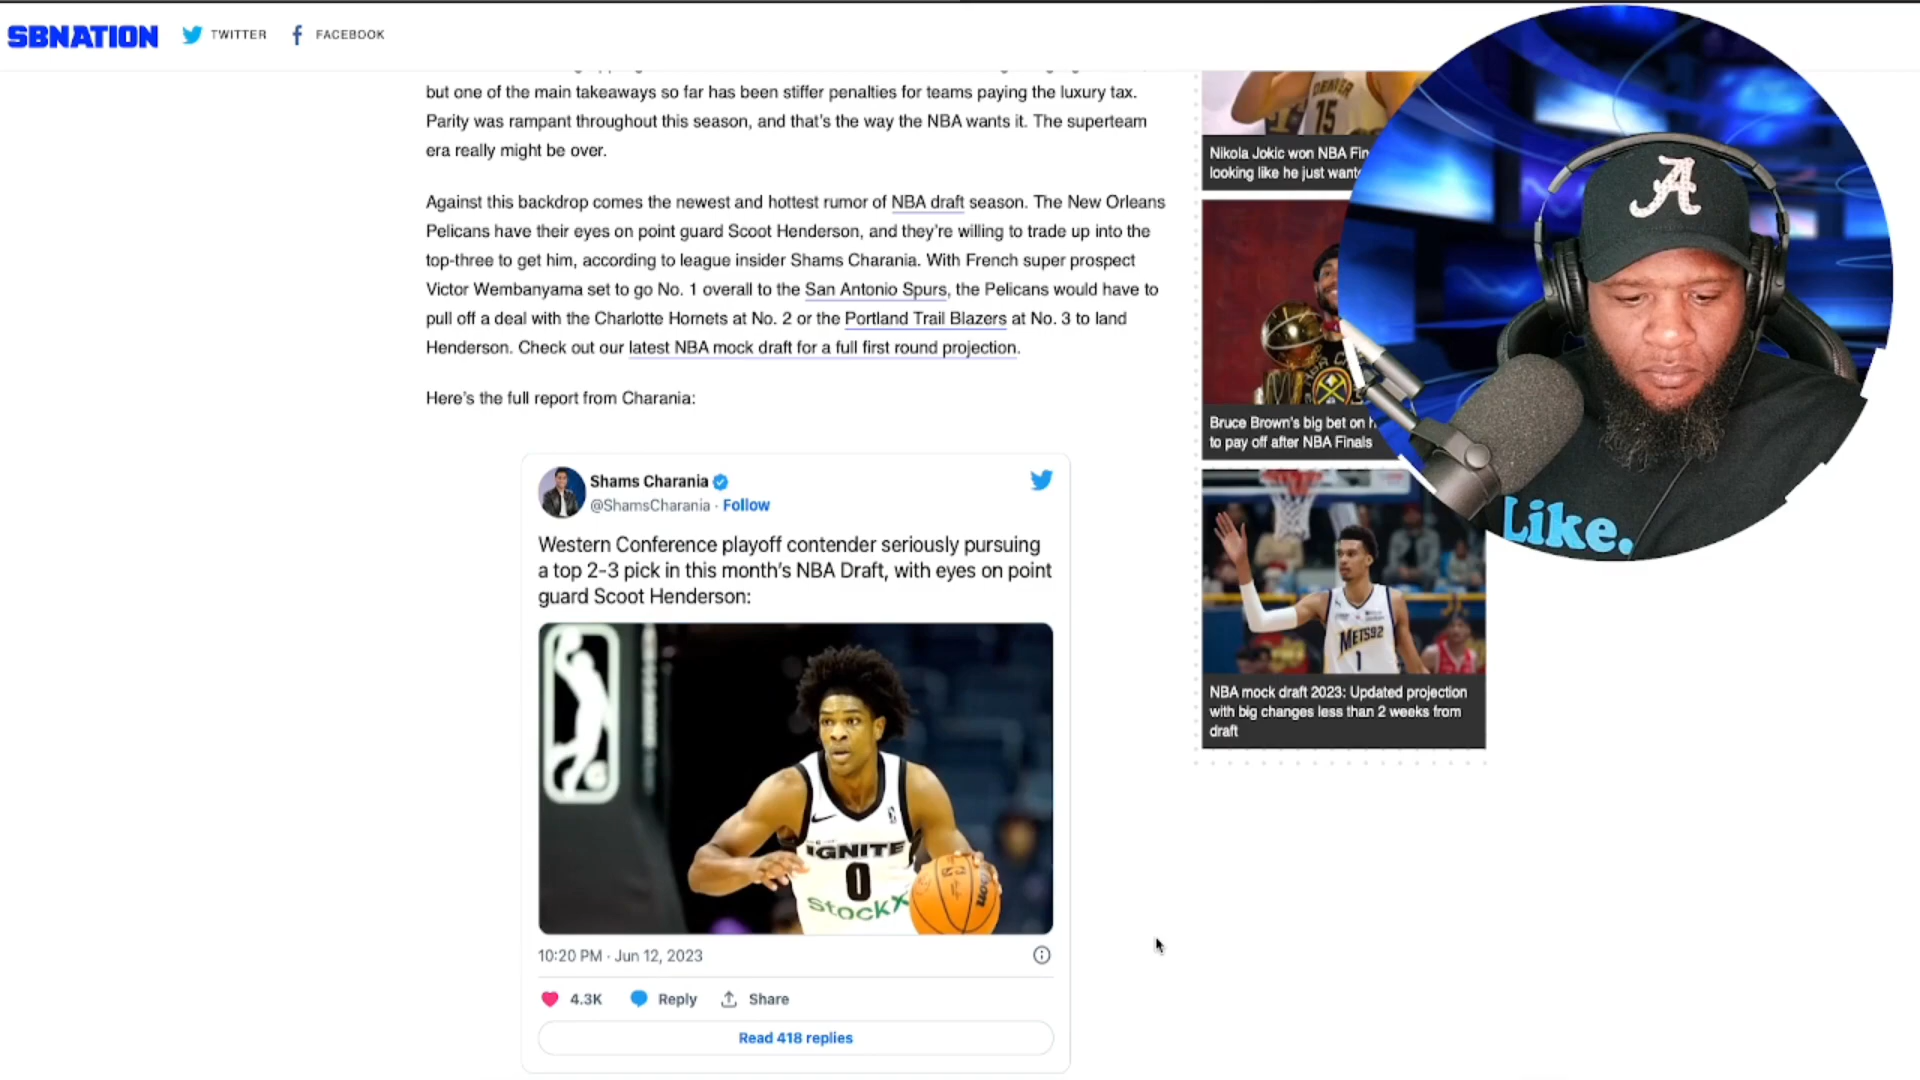 SBNATION TWITTER FACEBOOK
but one of the main takeaways so far has been stiffer penalties for teams paying the luxury tax.
Parity was rampant throughout this season, and that's the way the NBA wants it. The superteam
era really might be over.
Against this backdrop comes the newest and hottest rumor of NBA draft season. The New Orleans
Pelicans have their eyes on point guard Scoot Henderson, and they're willing to trade up into the
top-three to get him, according to league insider Shams Charania. With French super prospect
Victor Wembanyama set to go No. 1 overall to the San Antonio Spurs, the Pelicans would have to
pull off a deal with the Charlotte Hornets at No. 2 or the Portland Trail Blazers at No. 3 to land
Henderson. Check out our latest NBA mock draft for a full first round projection.
Here's the full report from Charania:
Shams Charania
@ShamsCharania · Follow
Western Conference playoff contender seriously pursuing
a top 2-3 pick in this month's NBA Draft, with eyes on point
guard Scoot Henderson:
IGNITE
0
stockX
10:20 PM · Jun 12, 2023
4.3K Reply Share
Read 418 replies
DENVER
15
Nikola Jokic won NBA
looking like he just
Bruce Brown's big bet on
to pay off after NBA Finals
METS92
1
NBA mock draft 2023: Updated projection
with big changes less than 2 weeks from
draft
A
Like.